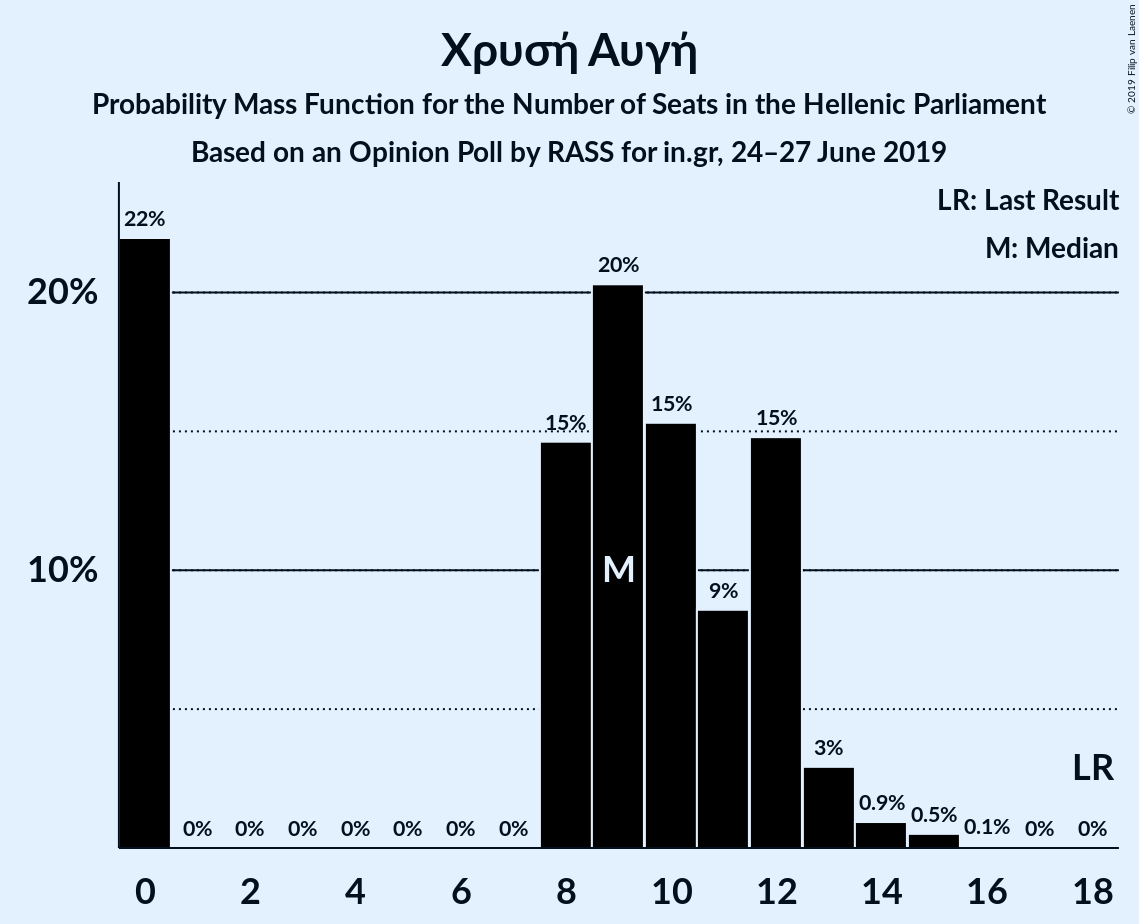 Χρυσή Αυγή
Probability Mass Function for the Number of Seats in the Hellenic Parliament
Based on an Opinion Poll by RASS for in.gr, 24–27 June 2019
© 2019 Filip van Laenen
LR: Last Result
M: Median
22%
20%
20%
15%
15%
15%
M
10%
9%
3%
LR
0.9%
0.5%
0.1%
0% 0% 0% 0% 0% 0% 0% 0% 0%
0 2 4 6 8 10 12 14 16 18